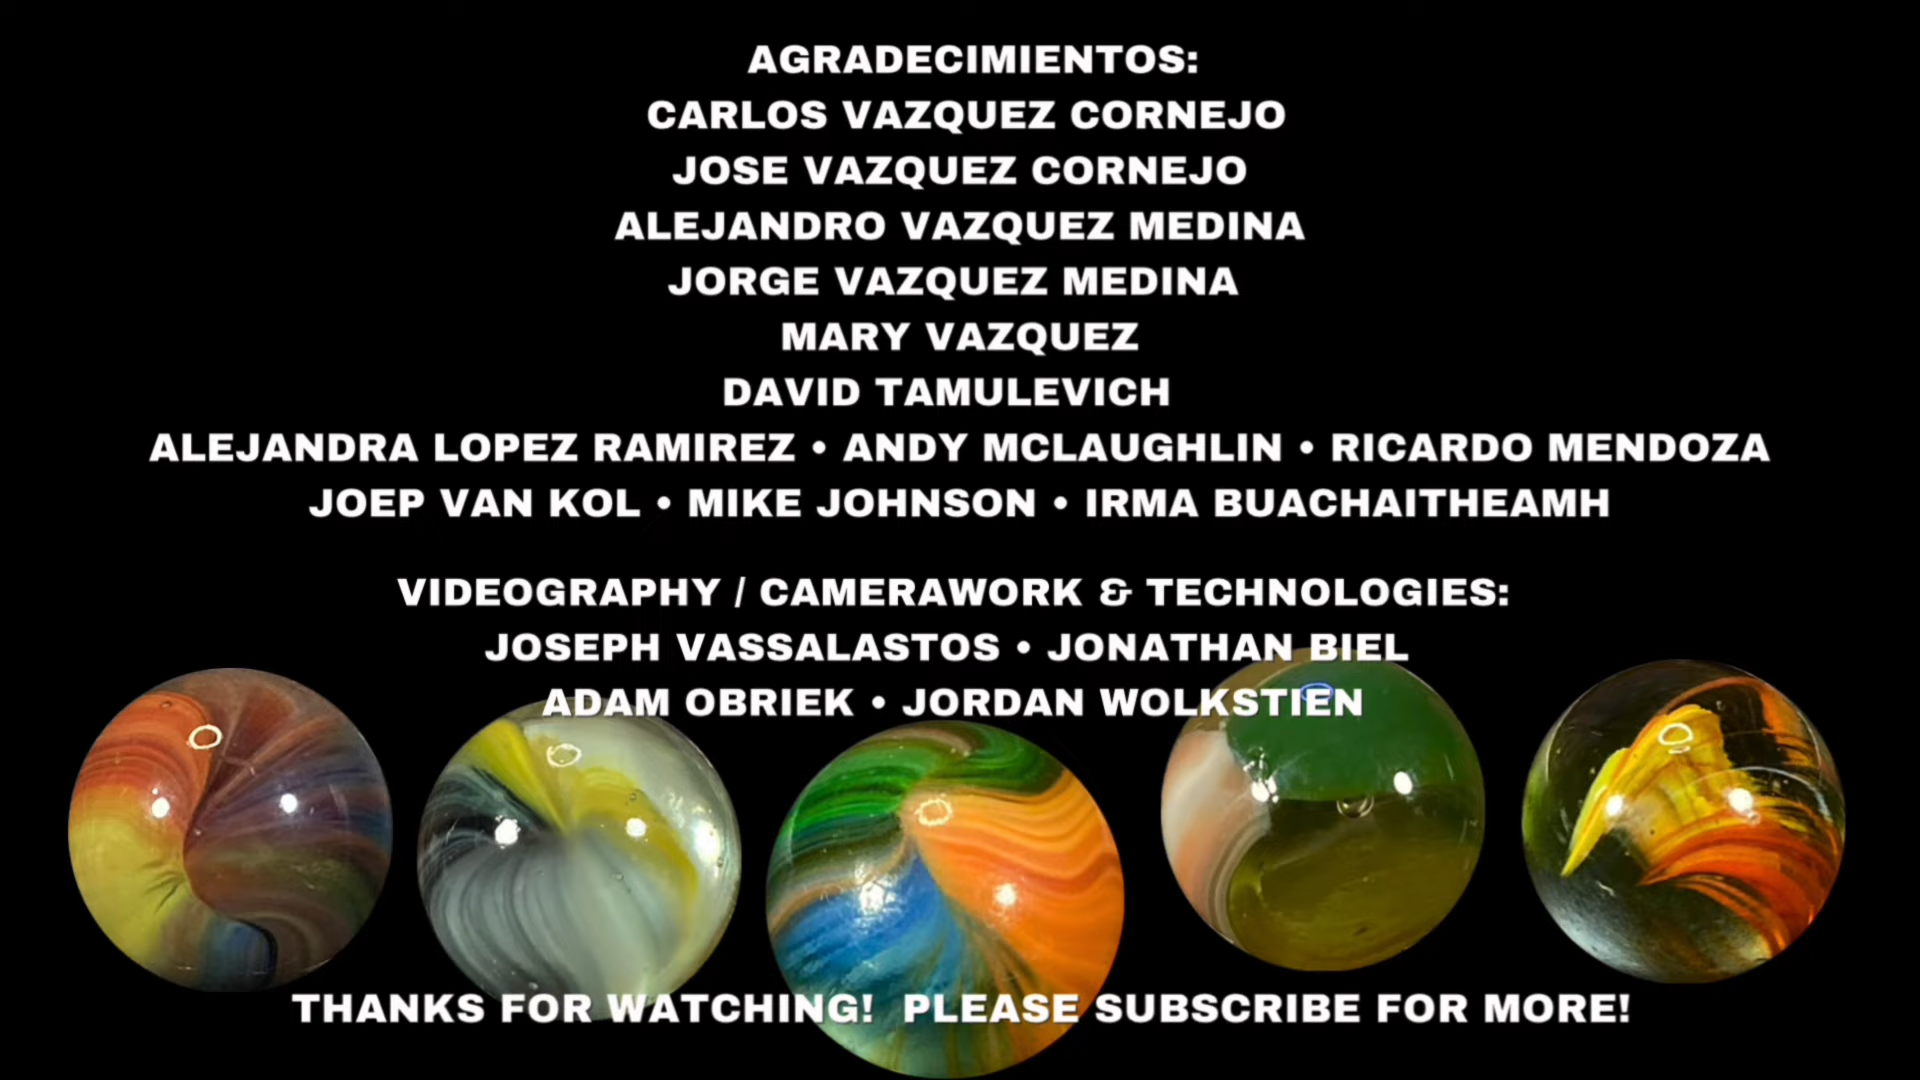 AGRADECIMIENTOS:
CARLOS VAZQUEZ CORNEJO
JOSE VAZQUEZ CORNEJO
ALEJANDRO VAZQUEZ MEDINA
JORGE VAZQUEZ MEDINA
MARY VAZQUEZ
DAVID TAMULEVICH
ALEJANDRA LOPEZ RAMIREZ • ANDY MCLAUGHLIN • RICARDO MENDOZA
JOEP VAN KOL • MIKE JOHNSON • IRMA BUACHAITHEAMH
VIDEOGRAPHY / CAMERAWORK & TECHNOLOGIES:
JOSEPH VASSALASTOS • JONATHAN BIEL
ADAM OBRIEK • JORDAN WOLKSTIEN
THANKS FOR WATCHING! PLEASE SUBSCRIBE FOR MORE!